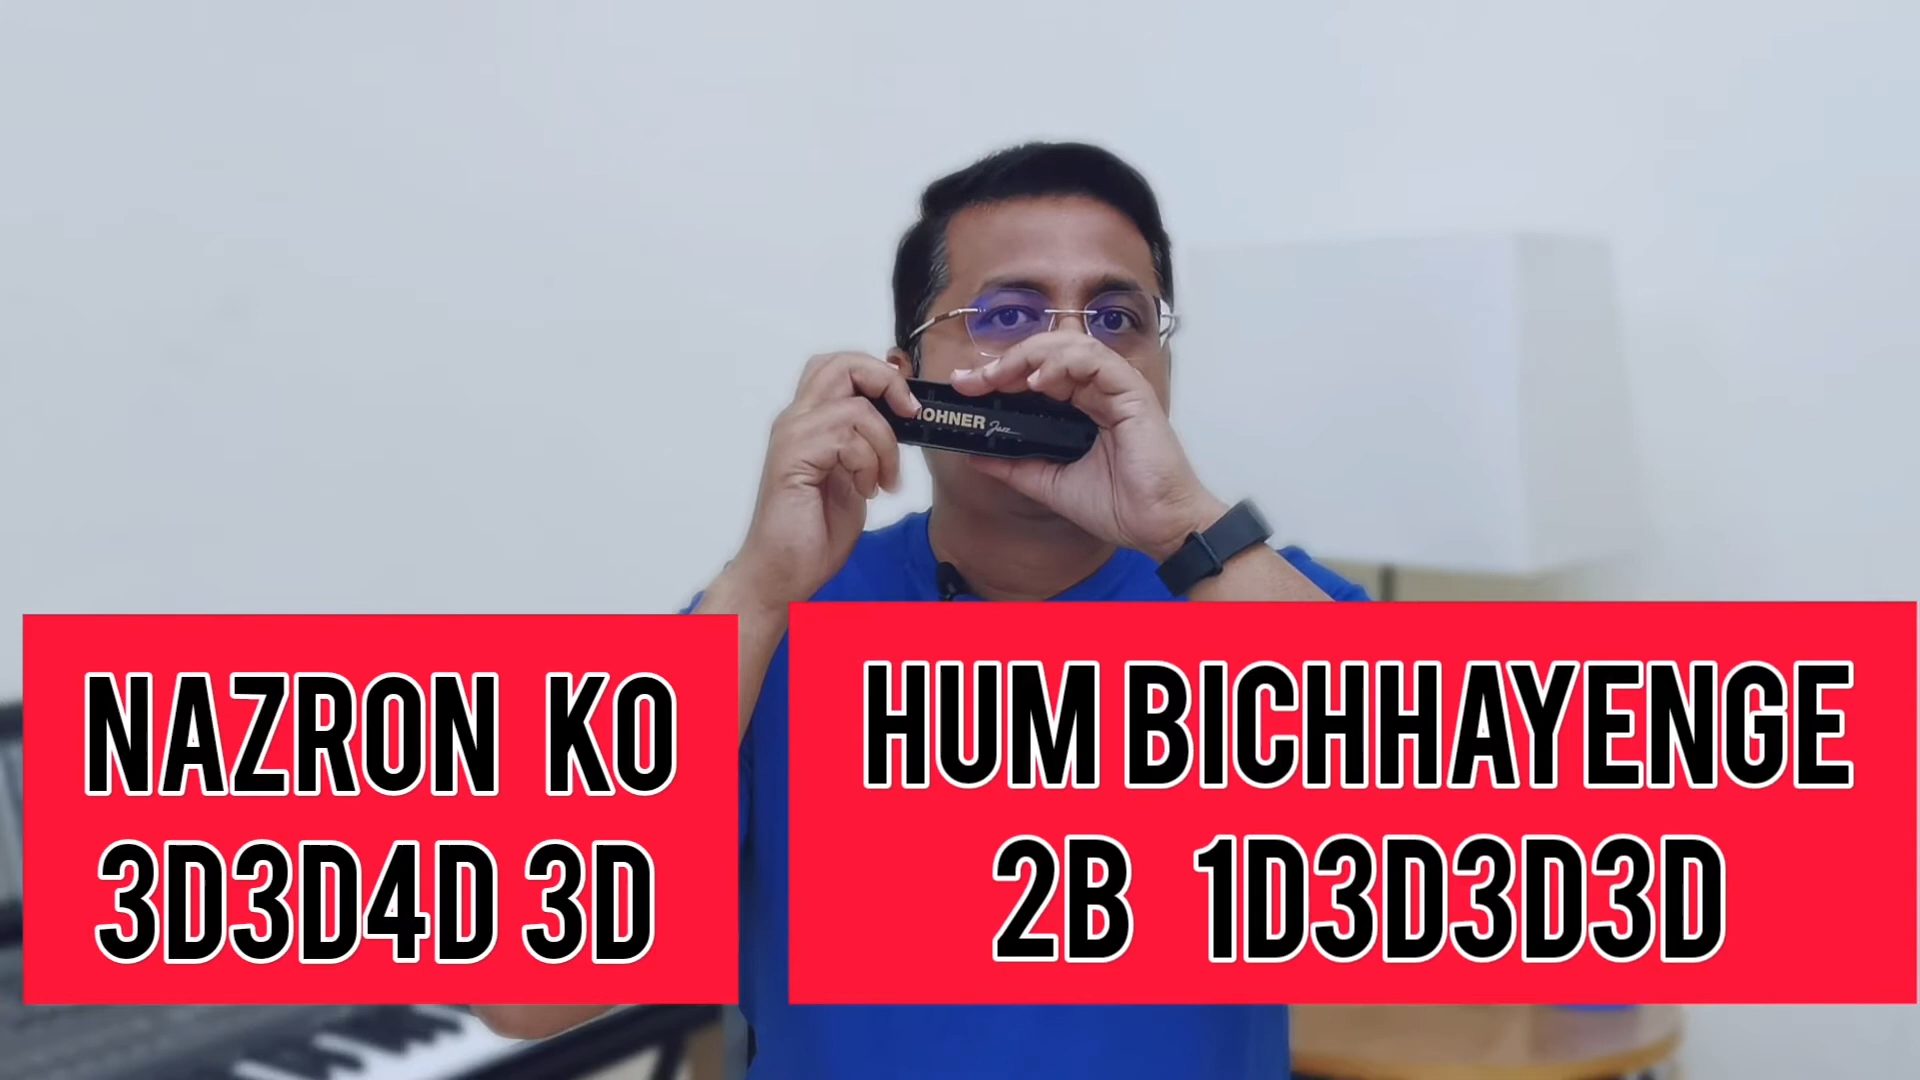 HOHNER Jazz
NAZRON KO
3D3D4D 3D
HUM BICHHAYENGE
2B 1D3D3D3D